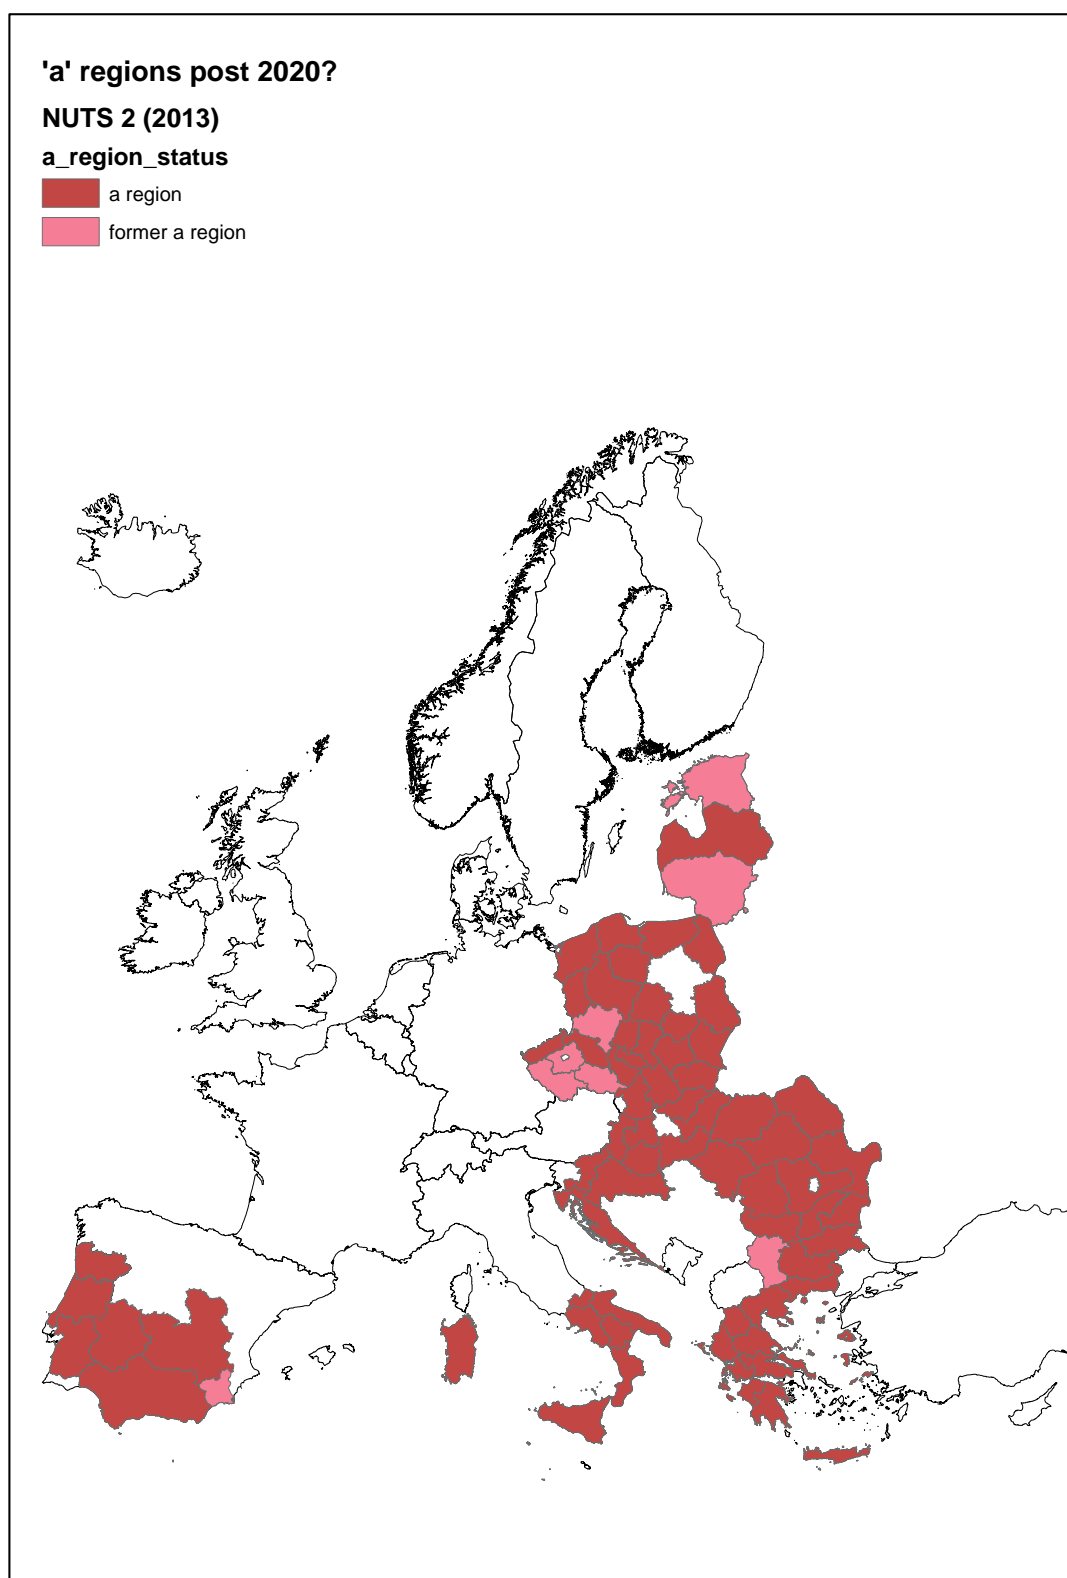 'a' regions post 2020?
NUTS 2 (2013)
a_region_status
a region
former a region